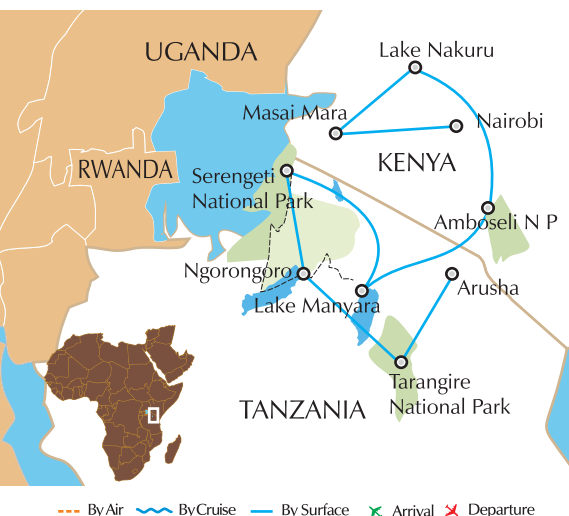 UGANDA
Lake Nakuru
Masai Mara
Nairobi
RWANDA
KENYA
Serengeti
National Park
Amboseli N P
Ngorongoro
Arusha
Lake Manyara
Tarangire
National Park
TANZANIA
By Air
By Cruise
By Surface
Arrival
Departure